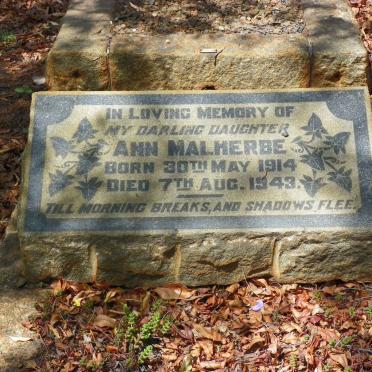 IN LOVING MEMORY OF
MY DARLING DAUGHTER
ANN MALHERBE
BORN 30TH MAY 1914
DIED 7TH AUG. 1943.
TILL MORNING BREAKS, AND SHADOWS FLEE.